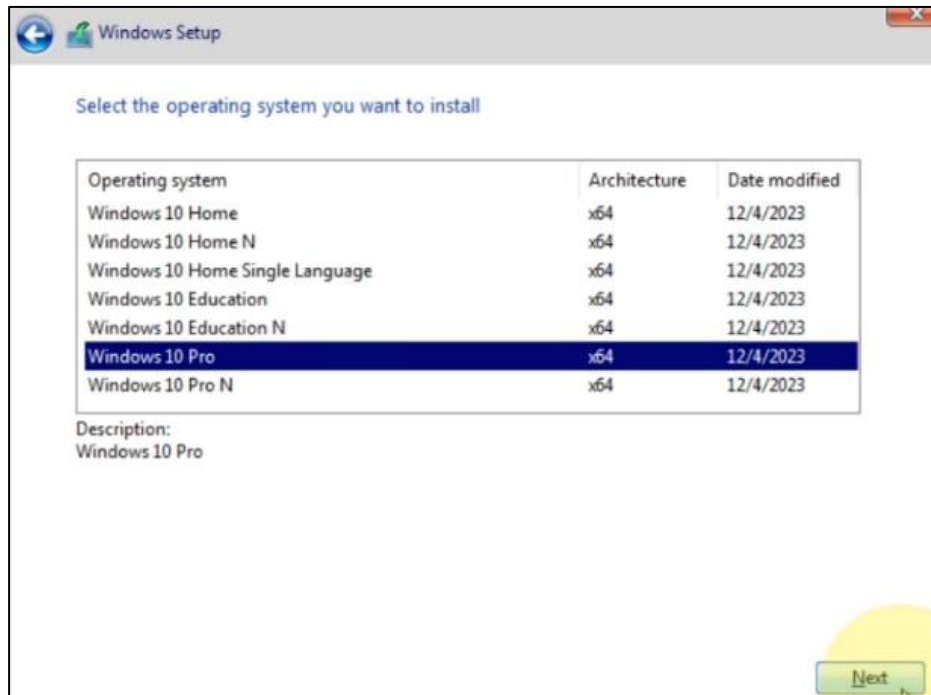 Windows Setup
Select the operating system you want to install
Operating system Architecture Date modified
Windows 10 Home x64 12/4/2023
Windows 10 Home N x64 12/4/2023
Windows 10 Home Single Language x64 12/4/2023
Windows 10 Education x64 12/4/2023
Windows 10 Education N x64 12/4/2023
Windows 10 Pro x64 12/4/2023
Windows 10 Pro N x64 12/4/2023
Description:
Windows 10 Pro
Next